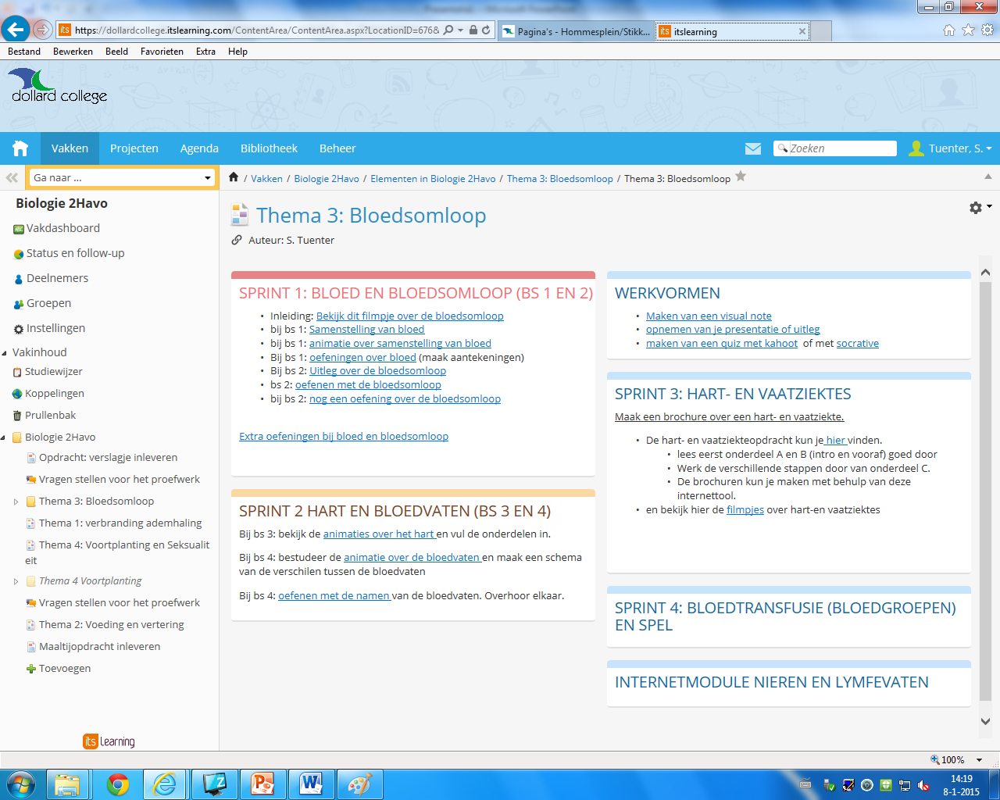 https://dollardcollege.itslearning.com/ContentArea/ContentArea.aspx?LocationID=676&
Pagina's - Hommesplein/Stikk...
its itslearning
Bestand Bewerken Beeld Favorieten Extra Help
dollard college
Vakken Projecten Agenda Bibliotheek Beheer Zoeken Tuenter, S.
Ga naar ...
/ Vakken / Biologie 2Havo / Elementen in Biologie 2Havo / Thema 3: Bloedsomloop / Thema 3: Bloedsomloop
Biologie 2Havo
Vakdashboard
Status en follow-up
Deelnemers
Groepen
Instellingen
Vakinhoud
Studiewijzer
Koppelingen
Prullenbak
Biologie 2Havo
Opdracht: verslagje inleveren
Vragen stellen voor het proefwerk
Thema 3: Bloedsomloop
Thema 1: verbranding ademhaling
Thema 4: Voortplanting en Seksualit
eit
Thema 4 Voortplanting
Vragen stellen voor het proefwerk
Thema 2: Voeding en vertering
Maaltijopdracht inleveren
Toevoegen
its Learning
Thema 3: Bloedsomloop
Auteur: S. Tuenter
SPRINT 1: BLOED EN BLOEDSOMLOOP (BS 1 EN 2)
• Inleiding: Bekijk dit filmpje over de bloedsomloop
• bij bs 1: Samenstelling van bloed
• bij bs 1: animatie over samenstelling van bloed
• Bij bs 1: oefeningen over bloed (maak aantekeningen)
• Bij bs 2: Uitleg over de bloedsomloop
• bs 2: oefenen met de bloedsomloop
• bij bs 2: nog een oefening over de bloedsomloop
Extra oefeningen bij bloed en bloedsomloop
SPRINT 2 HART EN BLOEDVATEN (BS 3 EN 4)
Bij bs 3: bekijk de animaties over het hart en vul de onderdelen in.
Bij bs 4: bestudeer de animatie over de bloedvaten en maak een schema
van de verschilen tussen de bloedvaten
Bij bs 4: oefenen met de namen van de bloedvaten. Overhoor elkaar.
WERKVORMEN
• Maken van een visual note
• opnemen van je presentatie of uitleg
• maken van een quiz met kahoot of met socrative
SPRINT 3: HART- EN VAATZIEKTES
Maak een brochure over een hart- en vaatziekte.
• De hart- en vaatziekteopdracht kun je hier vinden.
• lees eerst onderdeel A en B (intro en vooraf) goed door
• Werk de verschillende stappen door van onderdeel C.
• De brochuren kun je maken met behulp van deze
internettool.
• en bekijk hier de filmpjes over hart-en vaatziektes
SPRINT 4: BLOEDTRANSFUSIE (BLOEDGROEPEN)
EN SPEL
INTERNETMODULE NIEREN EN LYMFEVATEN
100%
14:19
8-1-2015